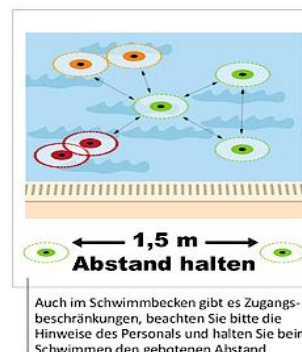 1,5 m
Abstand halten
Auch im Schwimmbecken gibt es Zugangs-
beschränkungen, beachten Sie bitte die
Hinweise des Personals und halten Sie beim
Schwimmen den gebotenen Abstand